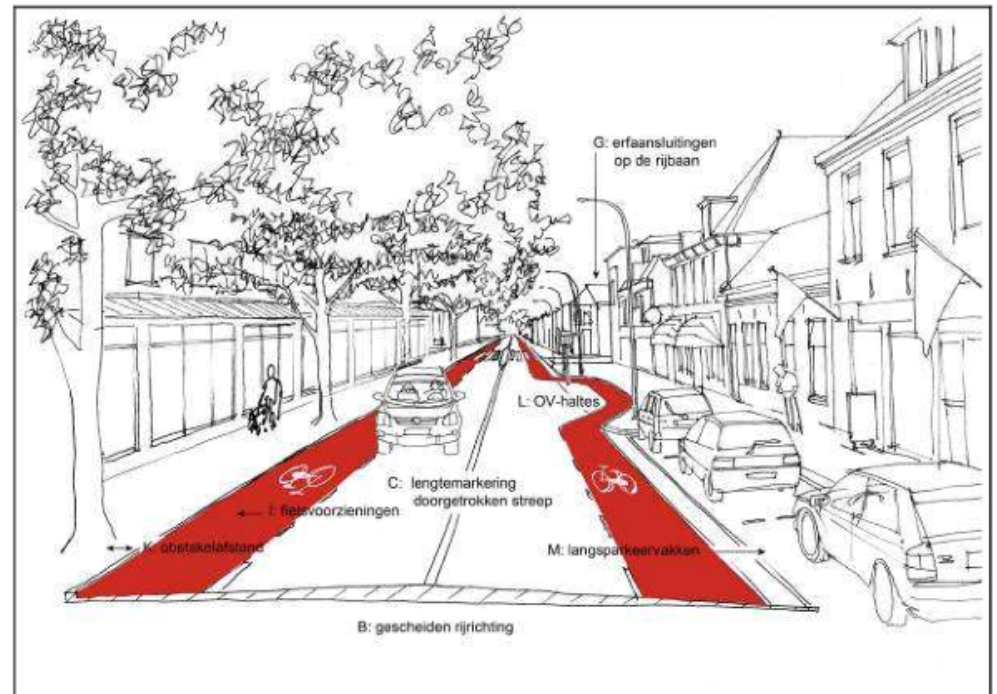 G: erfaansluitingen
op de rijbaan
L: OV-haltes
C: lengtemarkering
doorgetrokken streep
I: fietsvoorzieningen
K: obstakelafstand
M: langsparkeervakken
B: gescheiden rijrichting